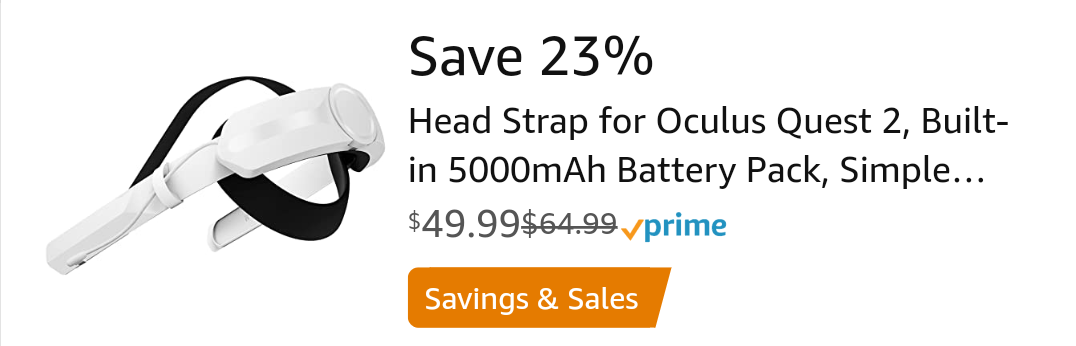 Save 23%
Head Strap for Oculus Quest 2, Built-
in 5000mAh Battery Pack, Simple...
$49.99$64.99 prime
Savings & Sales